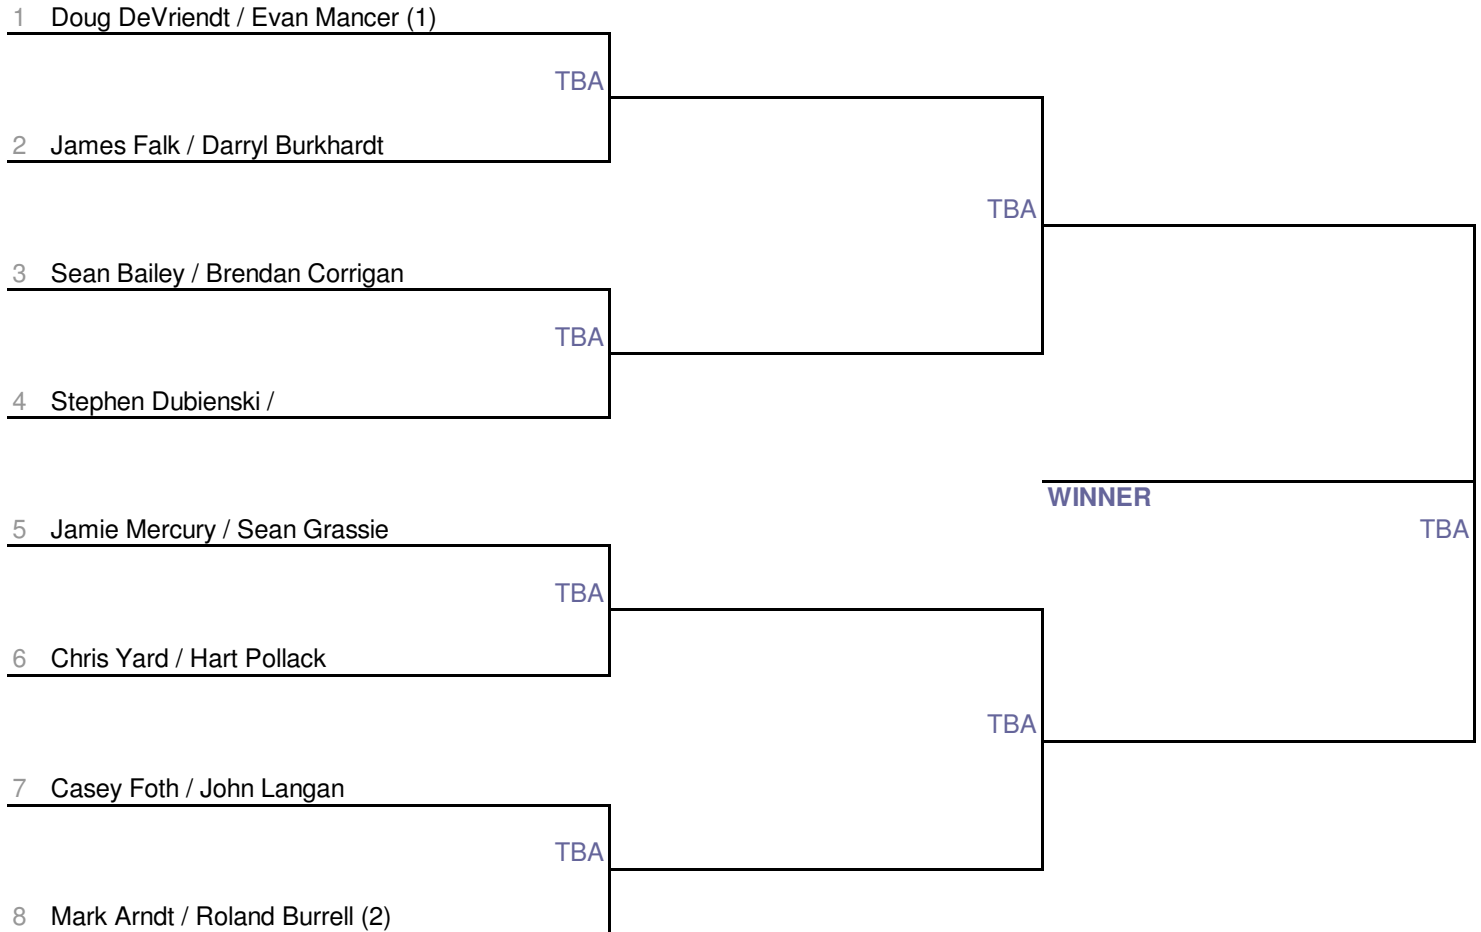 1 Doug DeVriendt / Evan Mancer (1)
TBA
2 James Falk / Darryl Burkhardt
TBA
3 Sean Bailey / Brendan Corrigan
TBA
4 Stephen Dubienski /
WINNER
5 Jamie Mercury / Sean Grassie
TBA
TBA
6 Chris Yard / Hart Pollack
TBA
7 Casey Foth / John Langan
TBA
8 Mark Arndt / Roland Burrell (2)